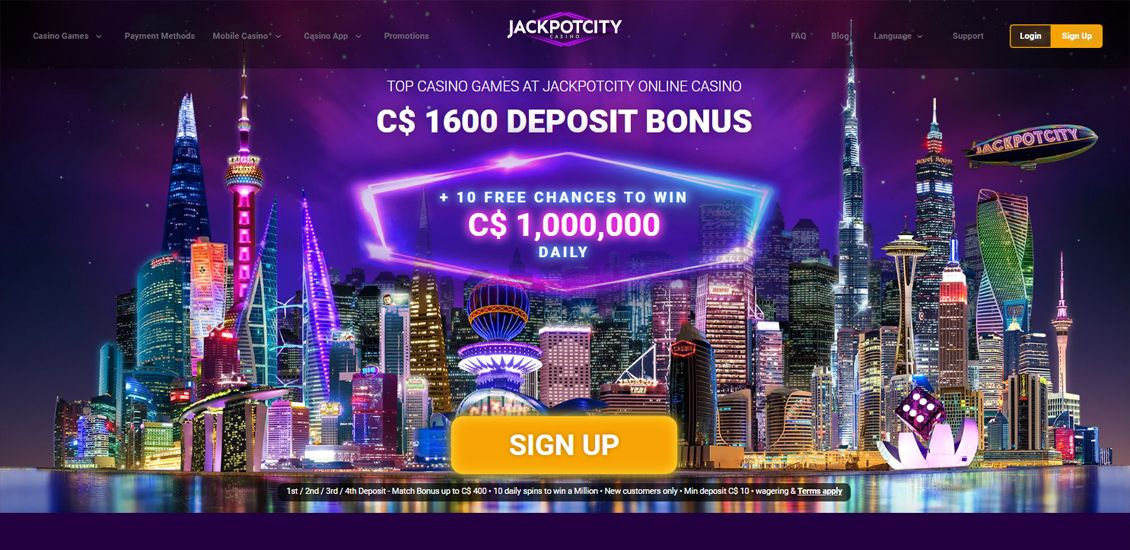 Casino Games
Payment Methods
Mobile Casino
Casino App
Promotions
JACKPOTCITY
CASINO
FAQ
Blog
Language
Support
Login
Sign Up
TOP CASINO GAMES AT JACKPOTCITY ONLINE CASINO
C$ 1600 DEPOSIT BONUS
JACKPOTCITY
LUCKY
+ 10 FREE CHANCES TO WIN
C$ 1,000,000
DAILY
SIGN UP
1st / 2nd / 3rd / 4th Deposit - Match Bonus up to C$ 400 • 10 daily spins to win a Million • New customers only • Min deposit C$ 10 • wagering & Terms apply